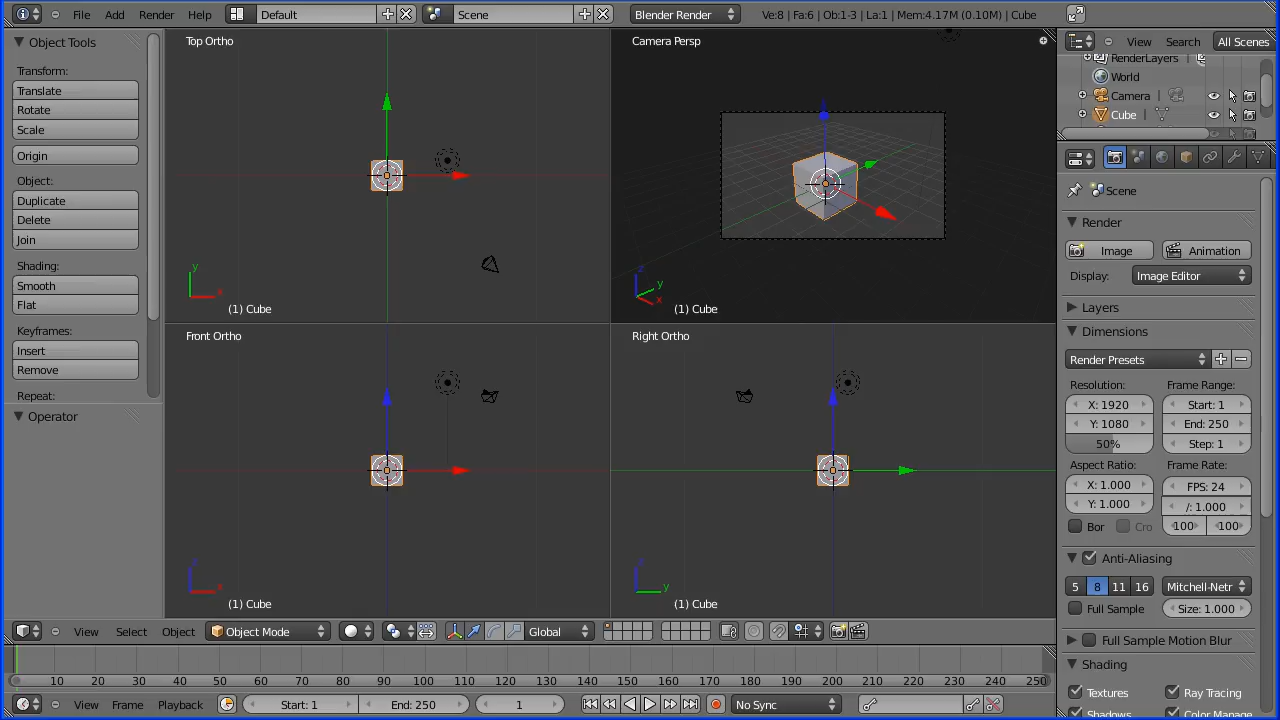 File Add Render Help Default Scene Blender Render Ve:8 | Fa:6 | Ob:1-3 | La:1 | Mem:4.17M (0.10M) | Cube
Object Tools
Transform:
Translate
Rotate
Scale
Origin
Object:
Duplicate
Delete
Join
Shading:
Smooth
Flat
Keyframes:
Insert
Remove
Repeat:
Operator
Top Ortho
y
x
(1) Cube
Camera Persp
z
y
x
(1) Cube
Front Ortho
z
x
(1) Cube
Right Ortho
z
y
(1) Cube
View Search All Scenes
RenderLayers
World
Camera
Cube
Scene
Render
Image Animation
Display: Image Editor
Layers
Dimensions
Render Presets
Resolution: Frame Range:
X: 1920 Start: 1
Y: 1080 End: 250
50% Step: 1
Aspect Ratio: Frame Rate:
X: 1.000 FPS: 24
Y: 1.000 /: 1.000
Bor Cro 100 100
Anti-Aliasing
5 8 11 16 Mitchell-Netr
Full Sample Size: 1.000
Full Sample Motion Blur
Shading
Textures Ray Tracing
Shadows Color Manage
View Select Object Object Mode Global
0 10 20 30 40 50 60 70 80 90 100 110 120 130 140 150 160 170 180 190 200 210 220 230 240 250
View Frame Playback Start: 1 End: 250 1 No Sync